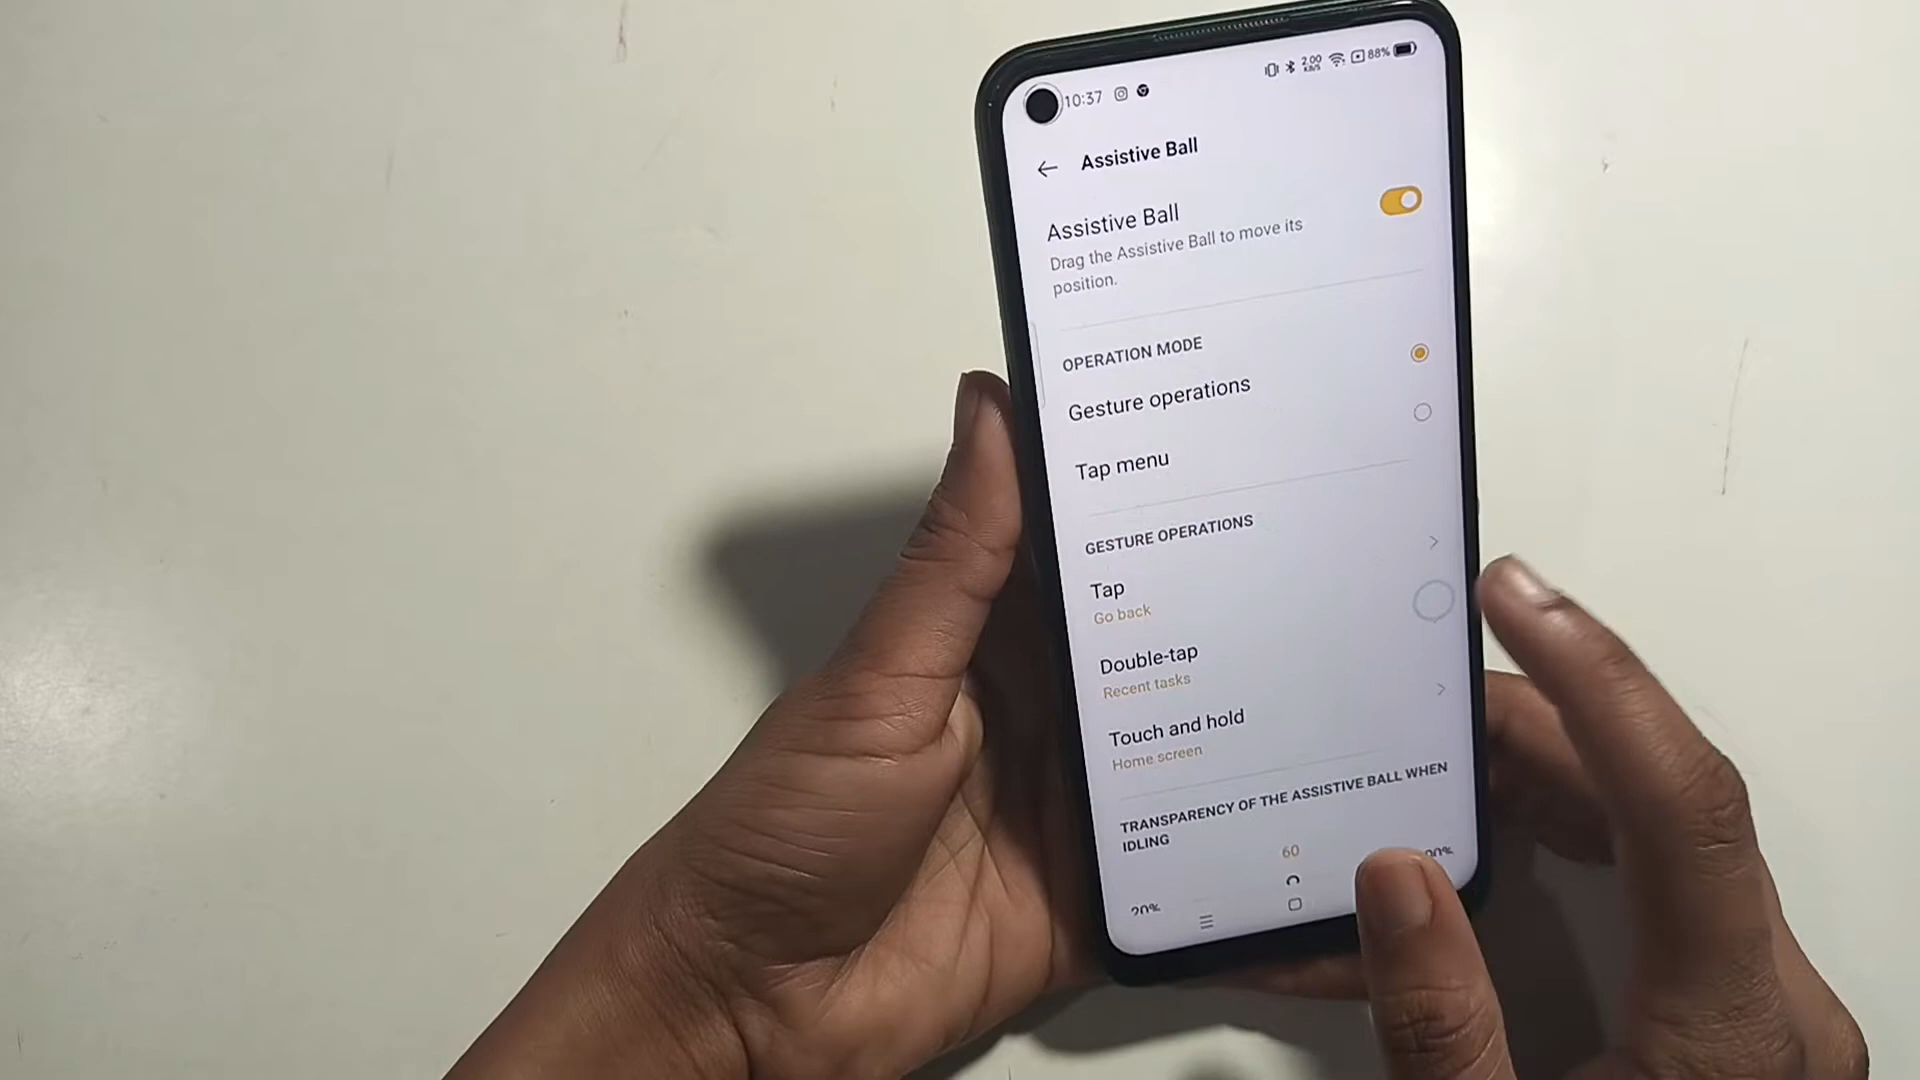 10:37
2.00 KB/S
88%
Assistive Ball
Assistive Ball
Drag the Assistive Ball to move its
position.
OPERATION MODE
Gesture operations
Tap menu
GESTURE OPERATIONS
Tap
Go back
Double-tap
Recent tasks
Touch and hold
Home screen
TRANSPARENCY OF THE ASSISTIVE BALL WHEN
IDLING
60
20%